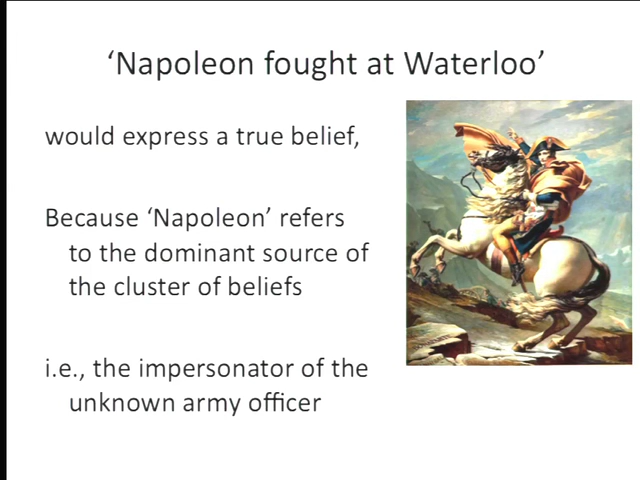 ‘Napoleon fought at Waterloo’
would express a true belief,
Because ‘Napoleon’ refers
to the dominant source of
the cluster of beliefs
i.e., the impersonator of the
unknown army officer